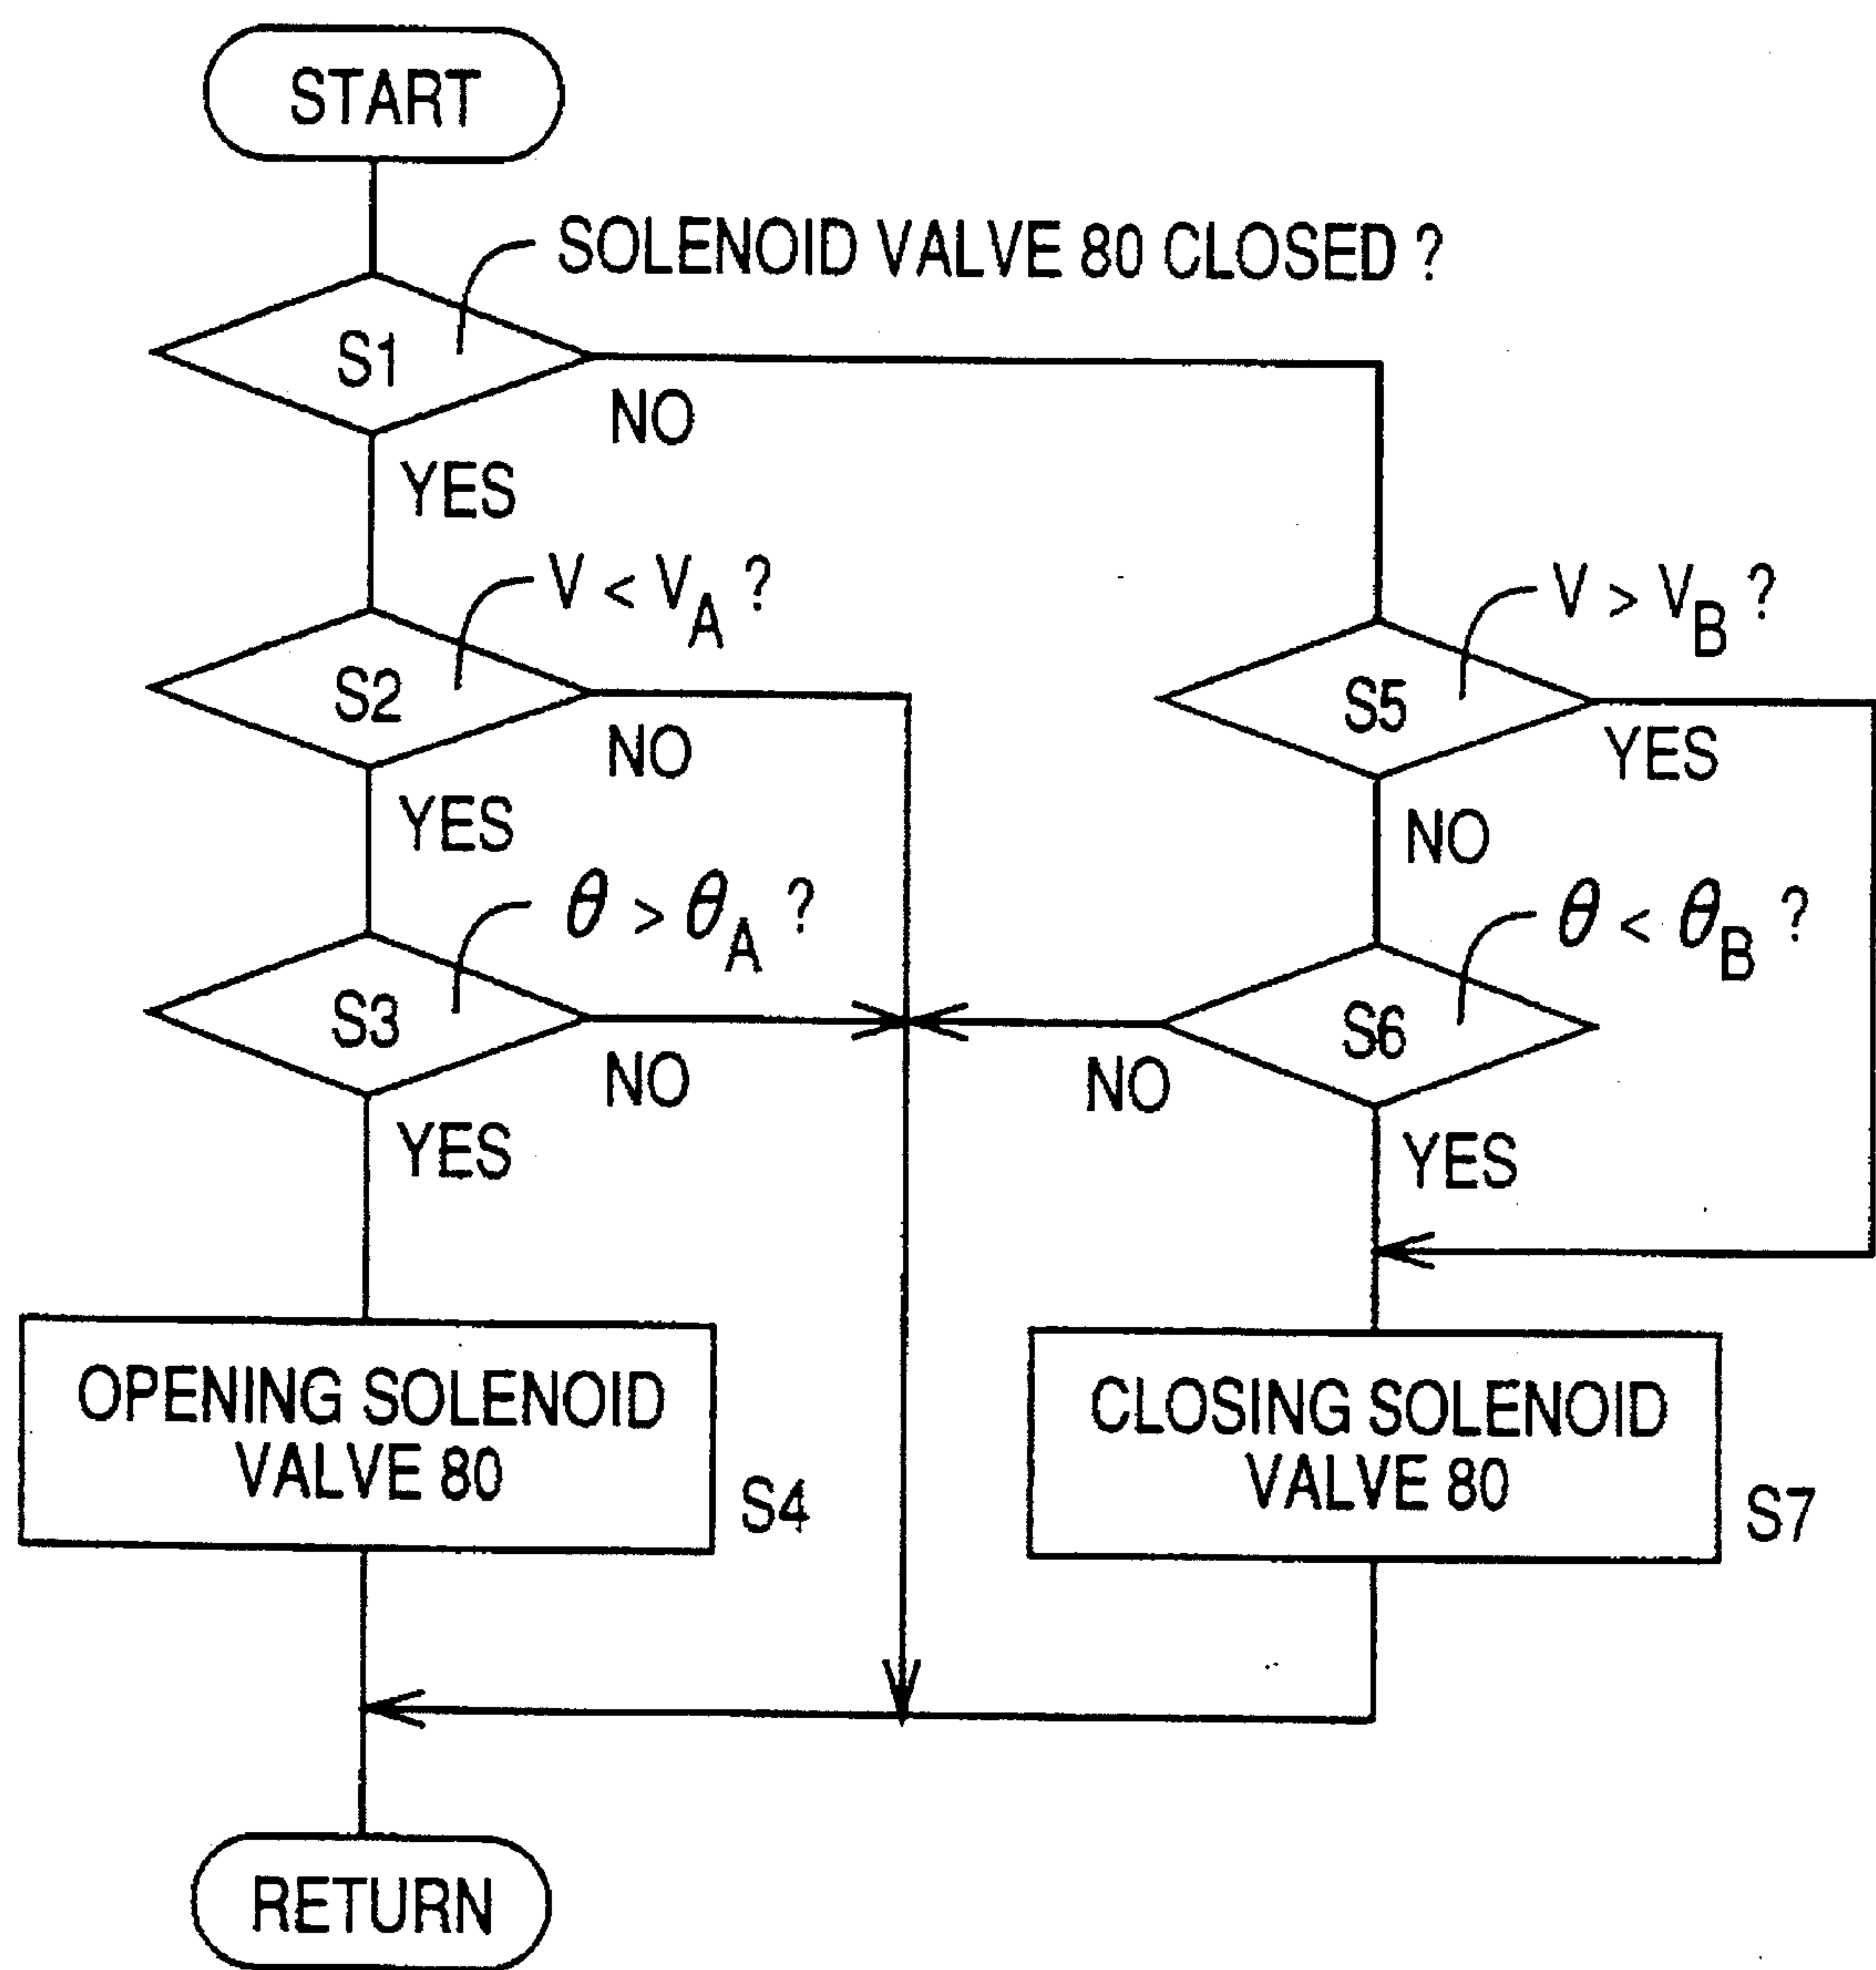 START
SOLENOID VALVE 80 CLOSED ?
S1
NO
YES
V < VA ?
S2
NO
YES
θ > θA ?
S3
NO
YES
OPENING SOLENOID
VALVE 80
S4
V > VB ?
S5
YES
NO
θ < θB ?
S6
NO
YES
CLOSING SOLENOID
VALVE 80
S7
RETURN